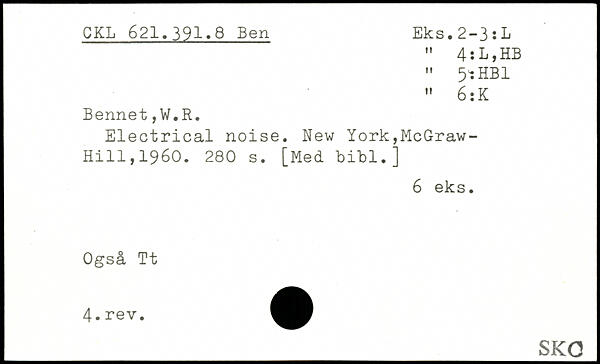 CKL 621.391.8 Ben
Eks.2-3:L
" 4:L,HB
" 5:HBl
" 6:K
Bennet,W.R.
Electrical noise. New York,McGraw-
Hill,1960. 280 s. [Med bibl.]
6 eks.
Også Tt
4.rev.
SKC